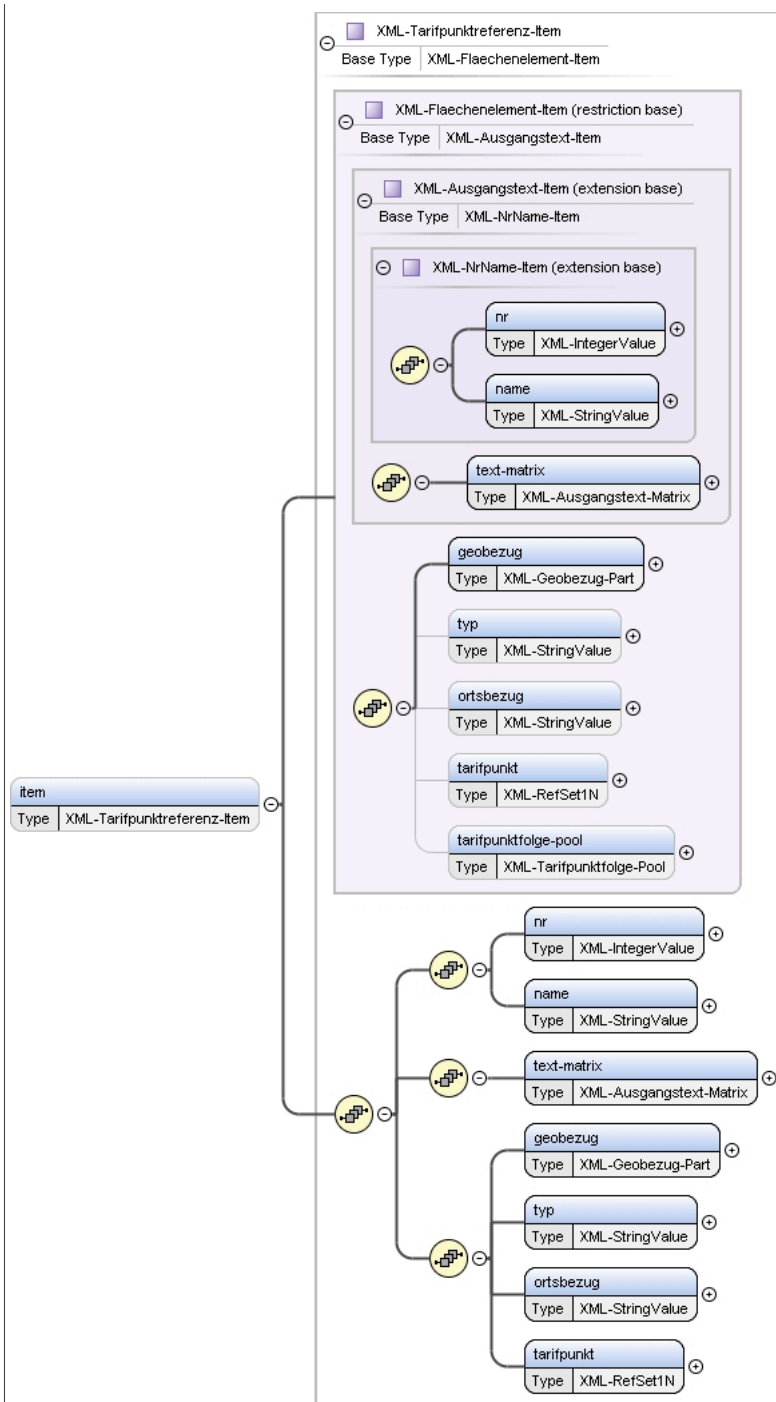 XML-Tarifpunktreferenz-Item
Base Type XML-Flaechenelement-Item
XML-Flaechenelement-Item (restriction base)
Base Type XML-Ausgangstext-Item
XML-Ausgangstext-Item (extension base)
Base Type XML-NrName-Item
XML-NrName-Item (extension base)
nr
Type XML-IntegerValue
name
Type XML-StringValue
text-matrix
Type XML-Ausgangstext-Matrix
geobezug
Type XML-Geobezug-Part
typ
Type XML-StringValue
ortsbezug
Type XML-StringValue
tarifpunkt
Type XML-RefSet1N
tarifpunktfolge-pool
Type XML-Tarifpunktfolge-Pool
item
Type XML-Tarifpunktreferenz-Item
nr
Type XML-IntegerValue
name
Type XML-StringValue
text-matrix
Type XML-Ausgangstext-Matrix
geobezug
Type XML-Geobezug-Part
typ
Type XML-StringValue
ortsbezug
Type XML-StringValue
tarifpunkt
Type XML-RefSet1N